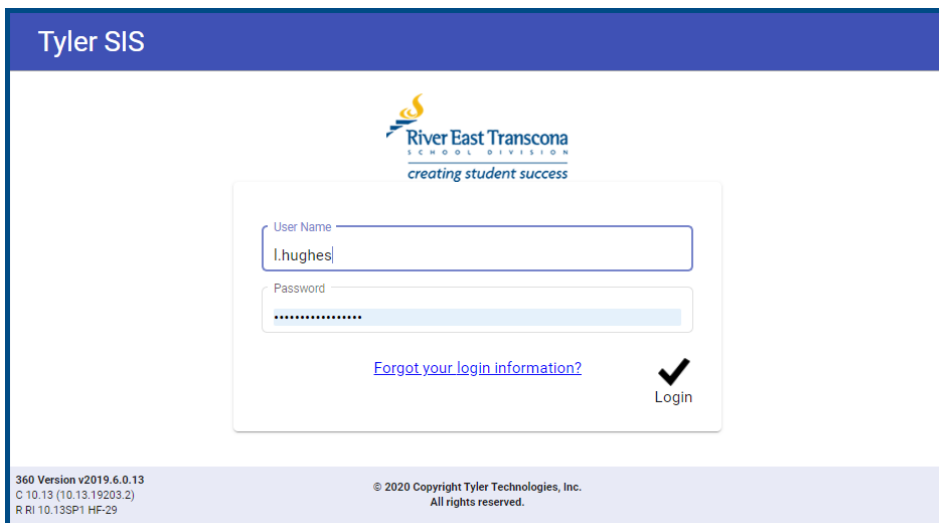 Tyler SIS
River East Transcona
SCHOOL DIVISION
creating student success
User Name
l.hughes
Password
•••••••••••••••••
Forgot your login information?
Login
360 Version v2019.6.0.13
C 10.13 (10.13.19203.2)
R RI 10.13SP1 HF-29
© 2020 Copyright Tyler Technologies, Inc.
All rights reserved.